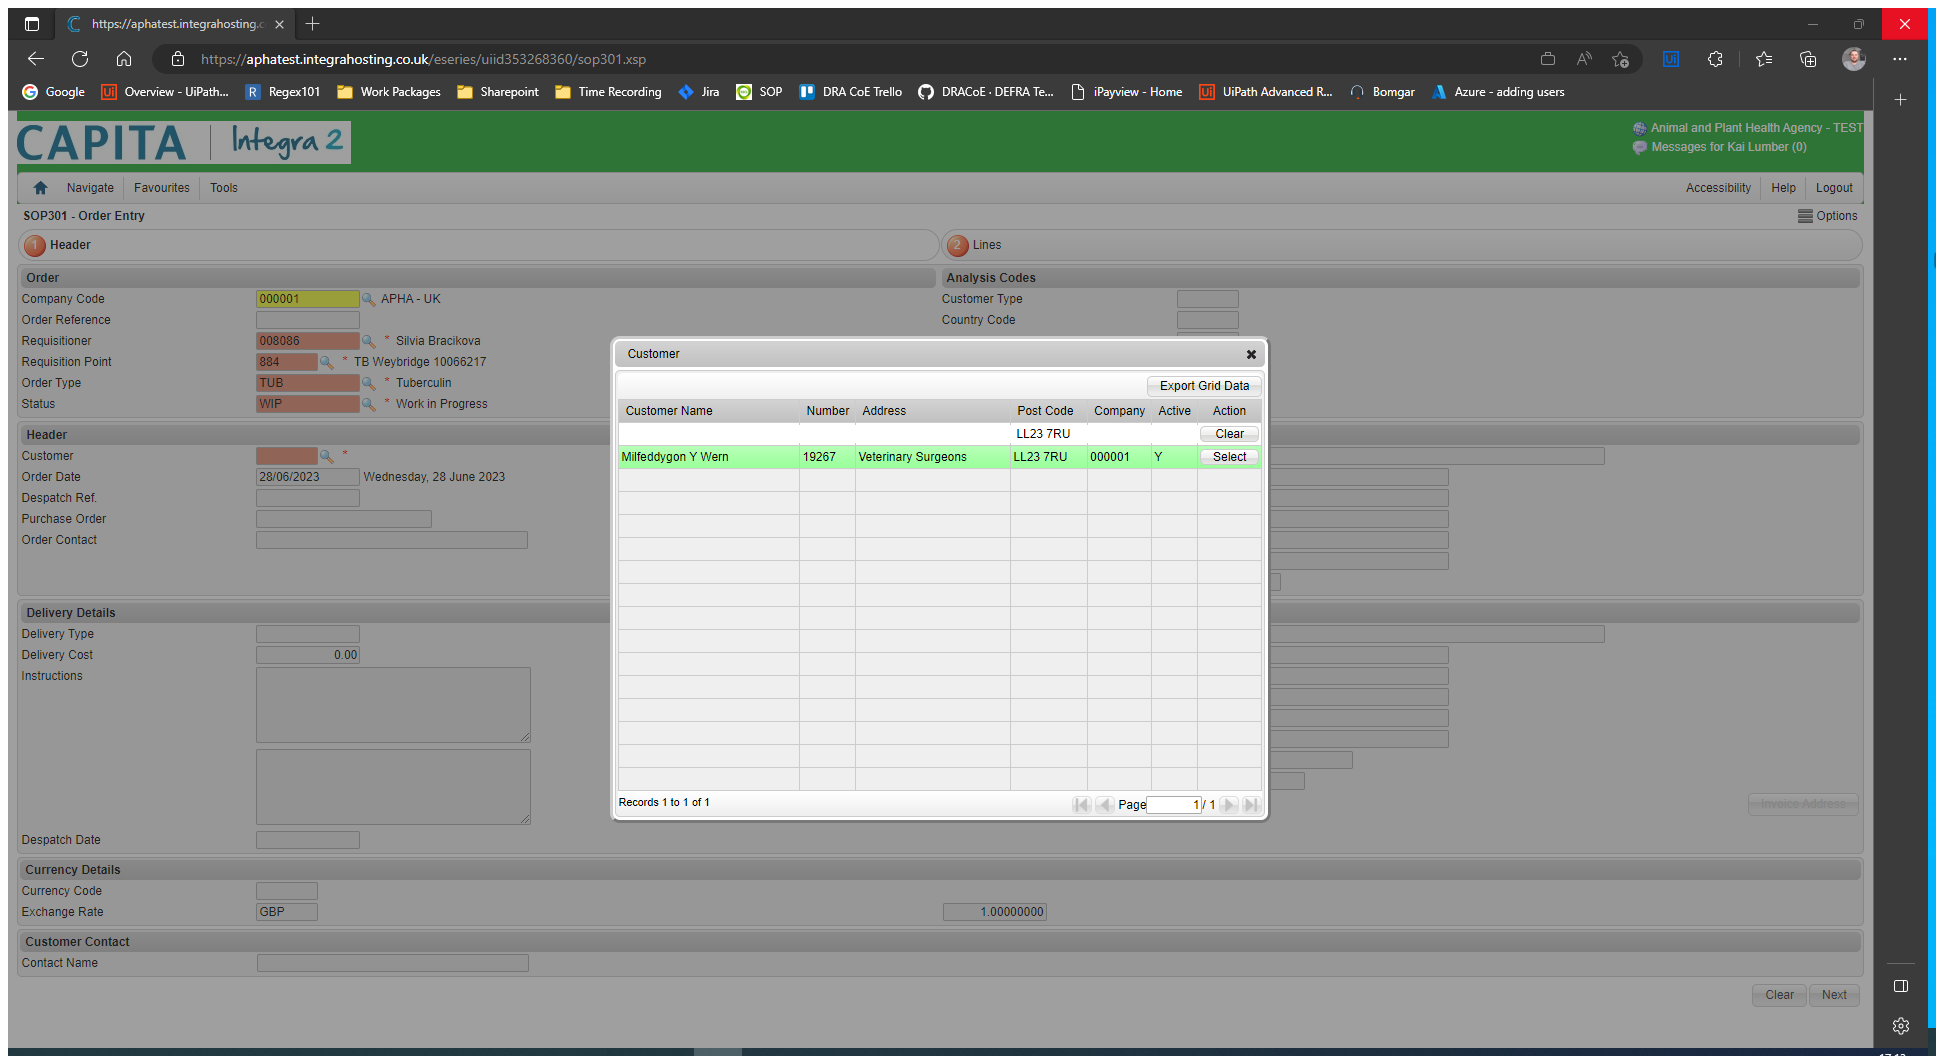 https://aphatest.integrahosting.c
https://aphatest.integrahosting.co.uk/eseries/uiid353268360/sop301.xsp
Google Overview - UiPath... Regex101 Work Packages Sharepoint Time Recording Jira SOP DRA CoE Trello DRACoE · DEFRA Te... iPayview - Home UiPath Advanced R... Bomgar Azure - adding users
CAPITA Integra 2
Animal and Plant Health Agency - TEST
Messages for Kai Lumber (0)
Navigate Favourites Tools Accessibility Help Logout
SOP301 - Order Entry Options
1 Header 2 Lines
Order Analysis Codes
Company Code 000001 APHA - UK Customer Type
Order Reference Country Code
Requisitioner 008086 * Silvia Bracikova
Requisition Point 884 * TB Weybridge 10066217
Order Type TUB * Tuberculin
Status WIP * Work in Progress
Header
Customer *
Order Date 28/06/2023 Wednesday, 28 June 2023
Despatch Ref.
Purchase Order
Order Contact
Delivery Details
Delivery Type
Delivery Cost 0.00
Instructions
Despatch Date
Invoice Address
Currency Details
Currency Code
Exchange Rate GBP 1.00000000
Customer Contact
Contact Name
Clear Next
Customer
Export Grid Data
Customer Name Number Address Post Code Company Active Action
LL23 7RU Clear
Milfeddygon Y Wern 19267 Veterinary Surgeons LL23 7RU 000001 Y Select
Records 1 to 1 of 1 Page 1 / 1